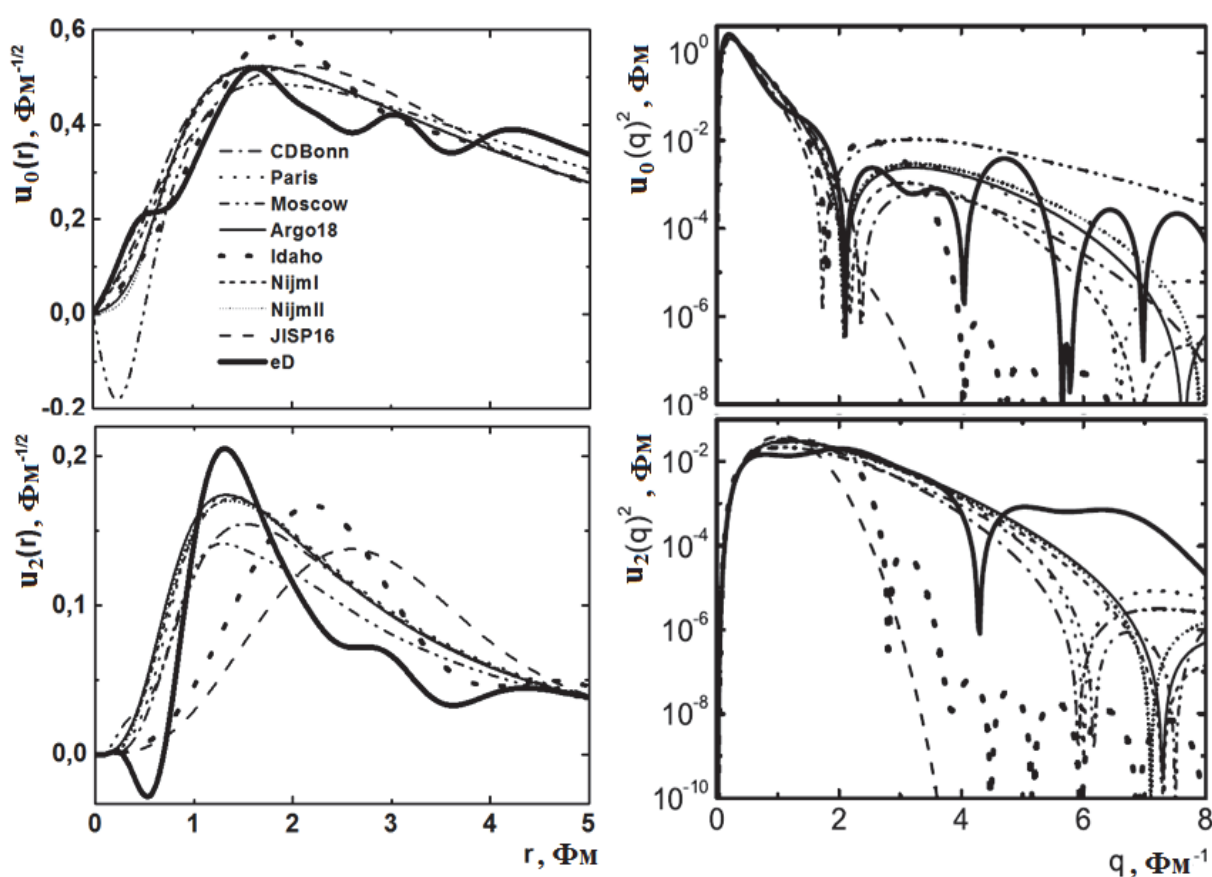 u₀(r), Фм⁻¹/²
0,6
0,4
0,2
0,0
-0.2
CDBonn
Paris
Moscow
Argo18
Idaho
NijmI
NijmII
JISP16
eD
u₀(q)², Фм
10⁰
10⁻²
10⁻⁴
10⁻⁶
10⁻⁸
u₂(r), Фм⁻¹/²
0,2
0,1
0,0
0 1 2 3 4 5
r, Фм
u₂(q)², Фм
10⁻²
10⁻⁴
10⁻⁶
10⁻⁸
10⁻¹⁰
0 2 4 6 8
q, Фм⁻¹